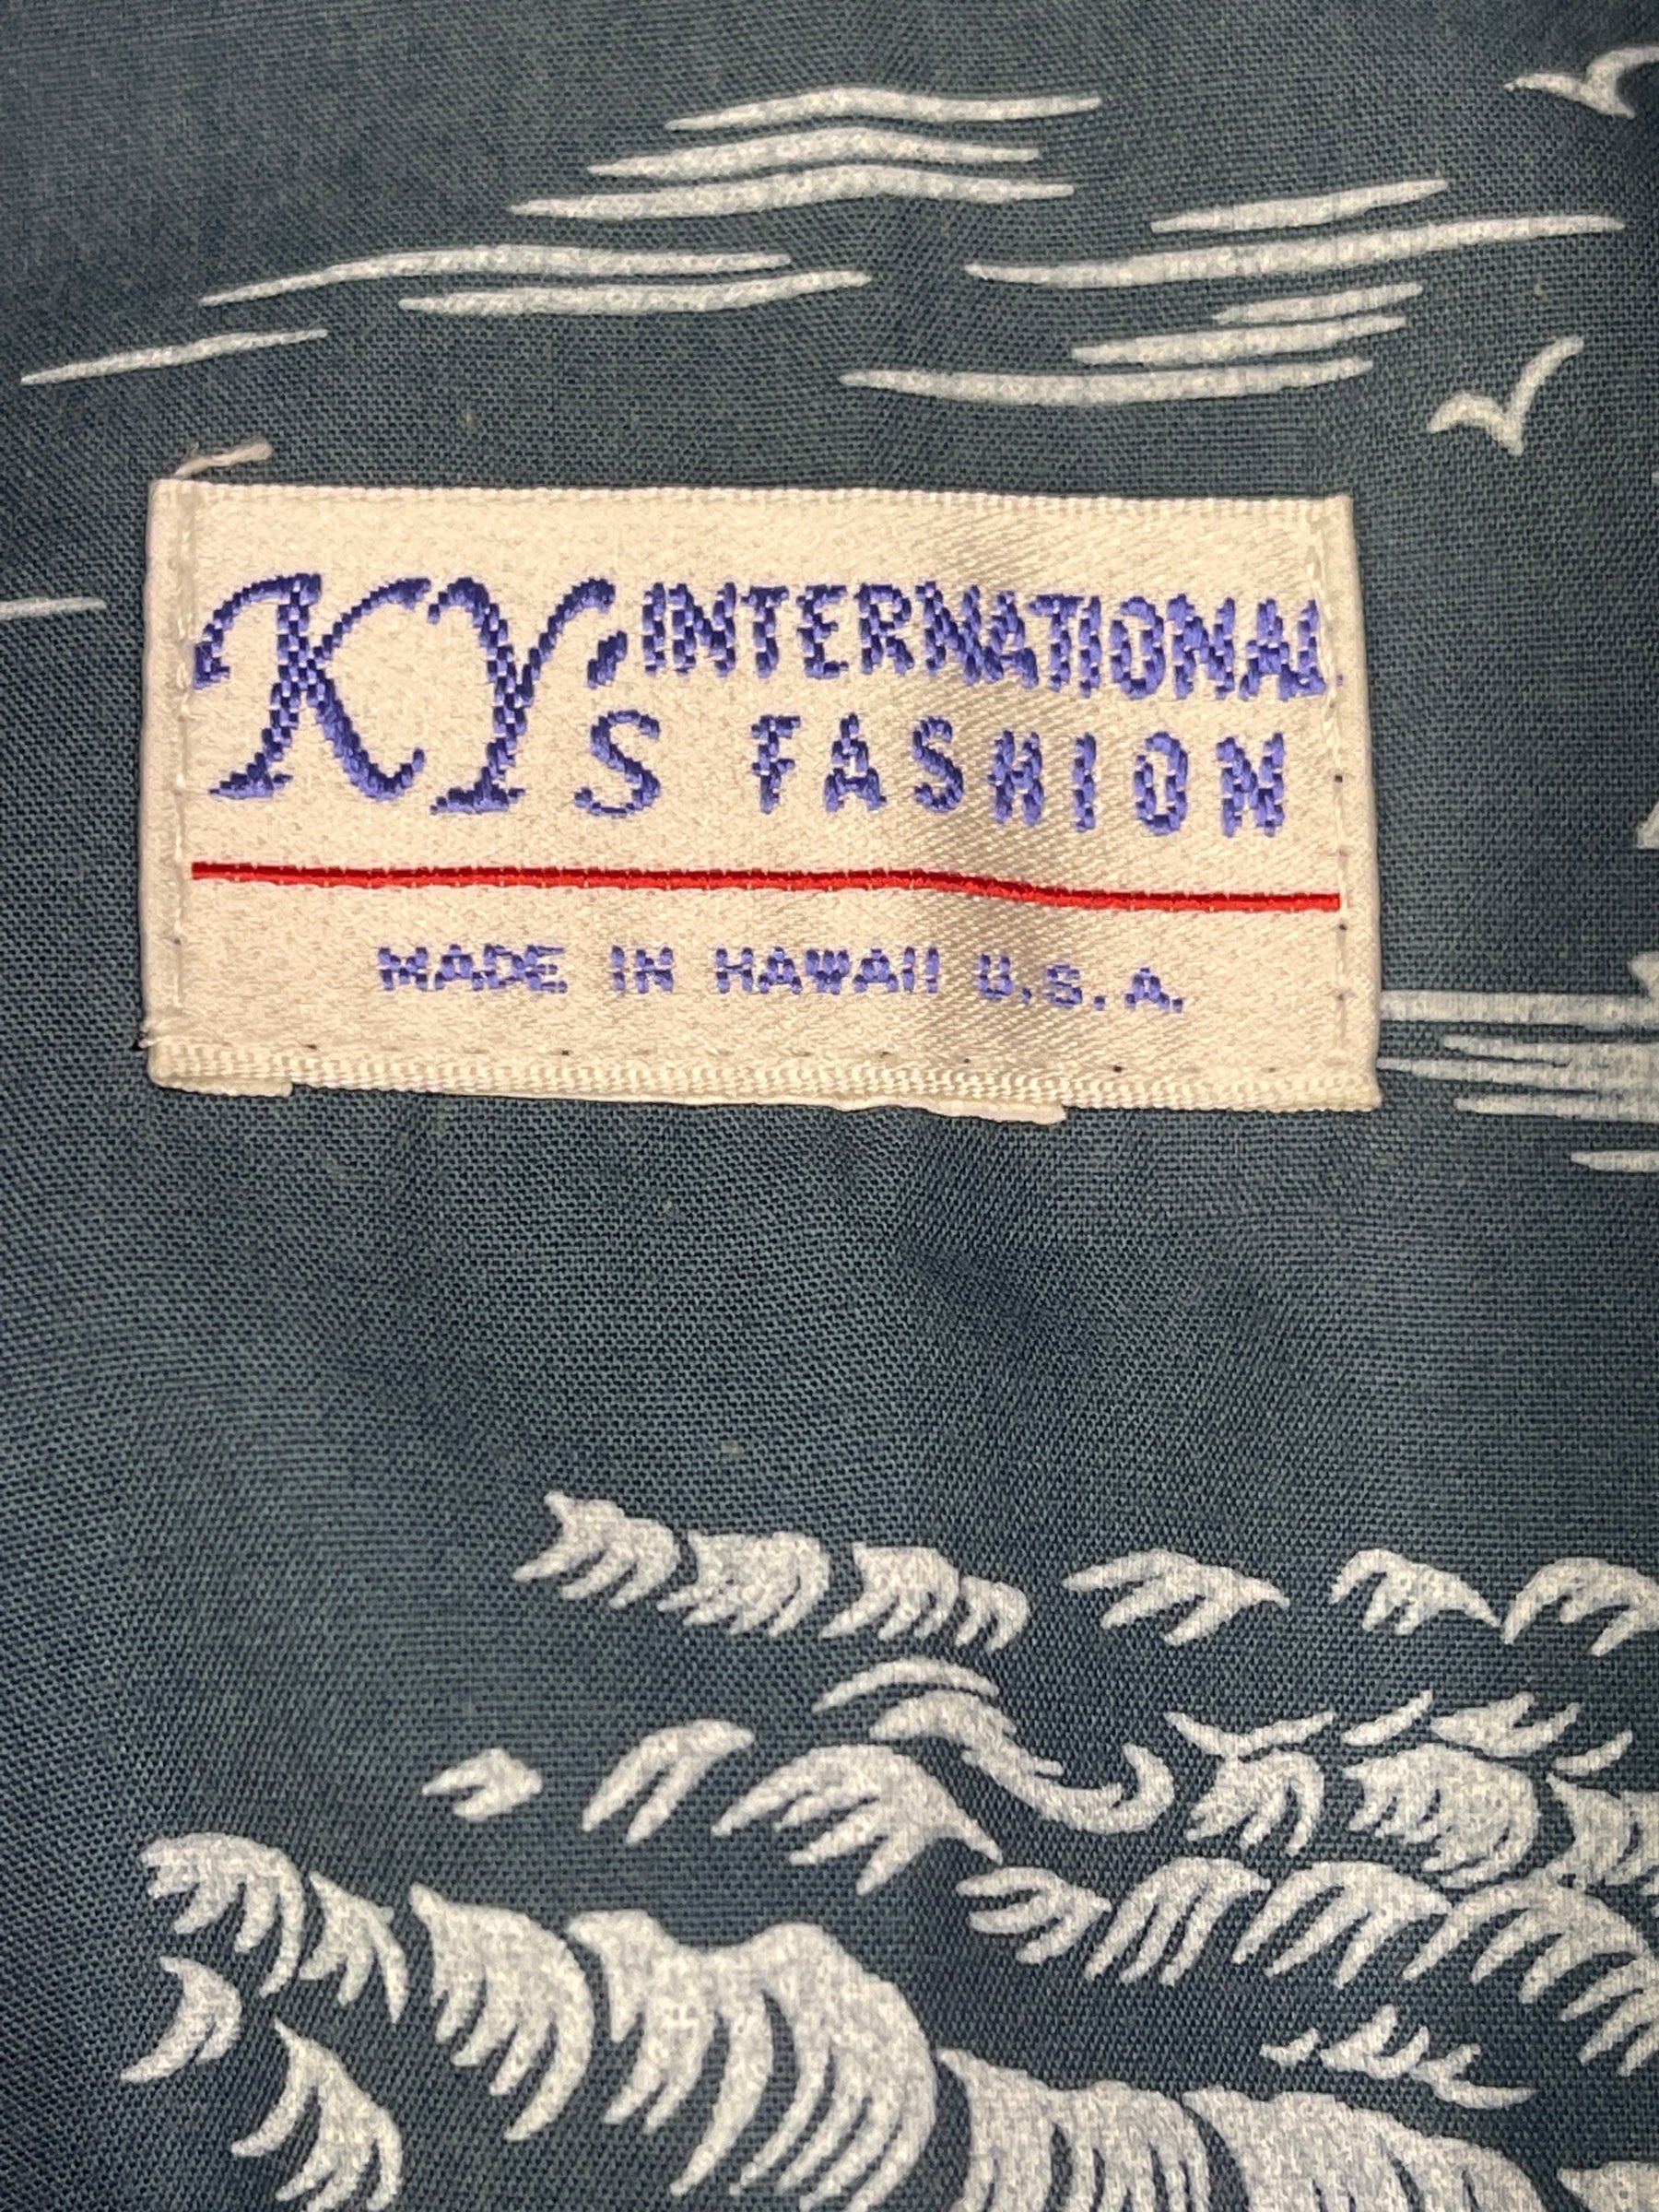 KY'S INTERNATIONAL
FASHION
MADE IN HAWAII U.S.A.